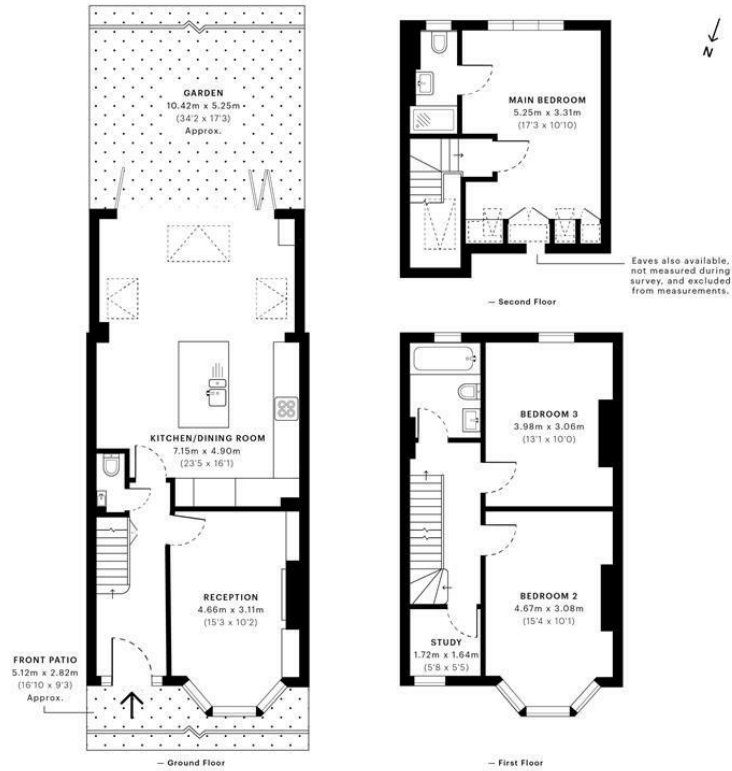 GARDEN
10.42m x 5.25m
(34'2 x 17'3)
Approx.
KITCHEN/DINING ROOM
7.15m x 4.90m
(23'5 x 16'1)
RECEPTION
4.66m x 3.11m
(15'3 x 10'2)
FRONT PATIO
5.12m x 2.82m
(16'10 x 9'3)
Approx.
— Ground Floor
N
MAIN BEDROOM
5.25m x 3.31m
(17'3 x 10'10)
Eaves also available,
not measured during
survey, and excluded
from measurements.
— Second Floor
BEDROOM 3
3.98m x 3.06m
(13'1 x 10'0)
BEDROOM 2
4.67m x 3.08m
(15'4 x 10'1)
STUDY
1.72m x 1.64m
(5'8 x 5'5)
— First Floor